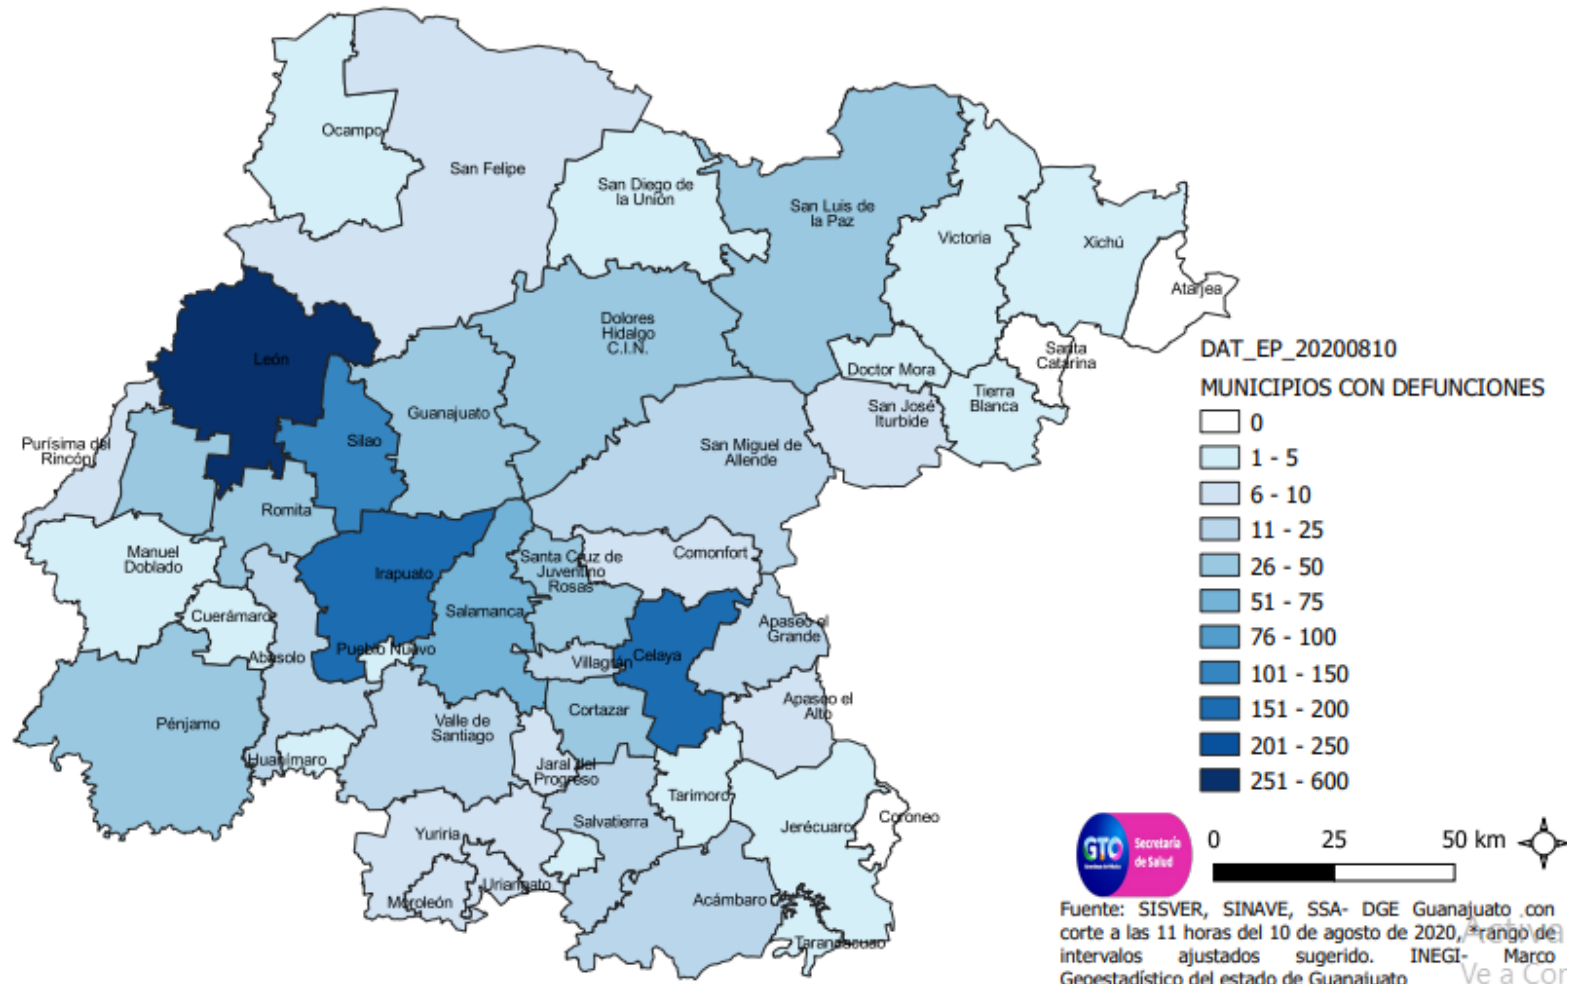 Ocampo
San Felipe
San Diego de
la Unión
San Luis de
la Paz
Victoria
Xichú
Atarjea
León
Dolores
Hidalgo
C.I.N.
Santa
Catarina
Doctor Mora
Tierra
Blanca
Guanajuato
San José
Iturbide
Silao
Purísima del
Rincón
San Miguel de
Allende
Romita
Manuel
Doblado
Irapuato
Santa Cruz de
Juventino
Rosas
Comonfort
Cuerámaro
Salamanca
Apaseo el
Grande
Abasolo
Pueblo Nuevo
Villagrán
Celaya
Pénjamo
Valle de
Santiago
Cortazar
Apaseo el
Alto
Huanímaro
Jaral del
Progreso
Tarimoro
Yuriria
Salvatierra
Jerécuaro
Coroneo
Uriangato
Moroleón
Acámbaro
Tarandacuao
DAT_EP_20200810
MUNICIPIOS CON DEFUNCIONES
0
1 - 5
6 - 10
11 - 25
26 - 50
51 - 75
76 - 100
101 - 150
151 - 200
201 - 250
251 - 600
GTO
Secretaría
de Salud
0 25 50 km
Fuente: SISVER, SINAVE, SSA- DGE Guanajuato con
corte a las 11 horas del 10 de agosto de 2020, *rango de
intervalos ajustados sugerido. INEGI- Marco
Geoestadístico del estado de Guanajuato
Activa
Ve a Con